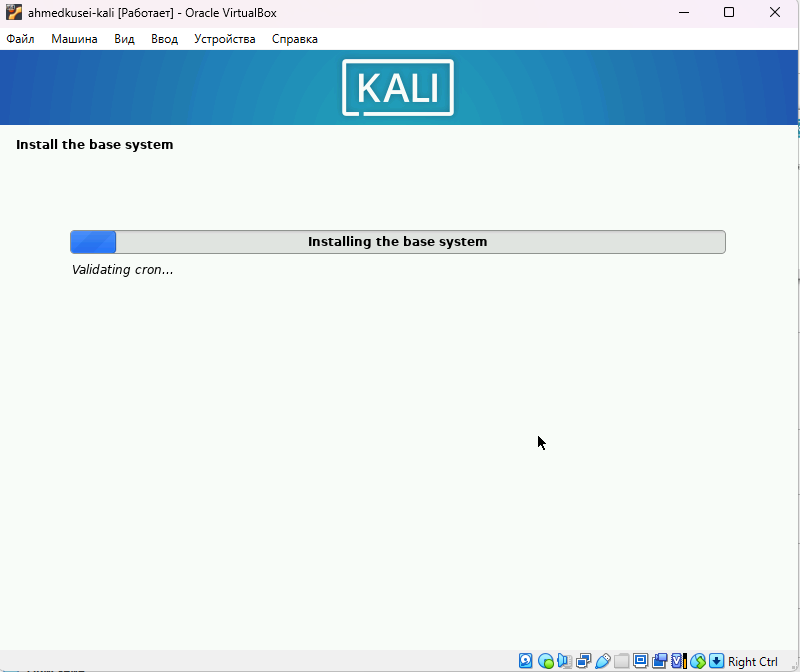 ahmedkusei-kali [Работает] - Oracle VirtualBox
Файл Машина Вид Ввод Устройства Справка
KALI
Install the base system
Installing the base system
Validating cron...
Right Ctrl